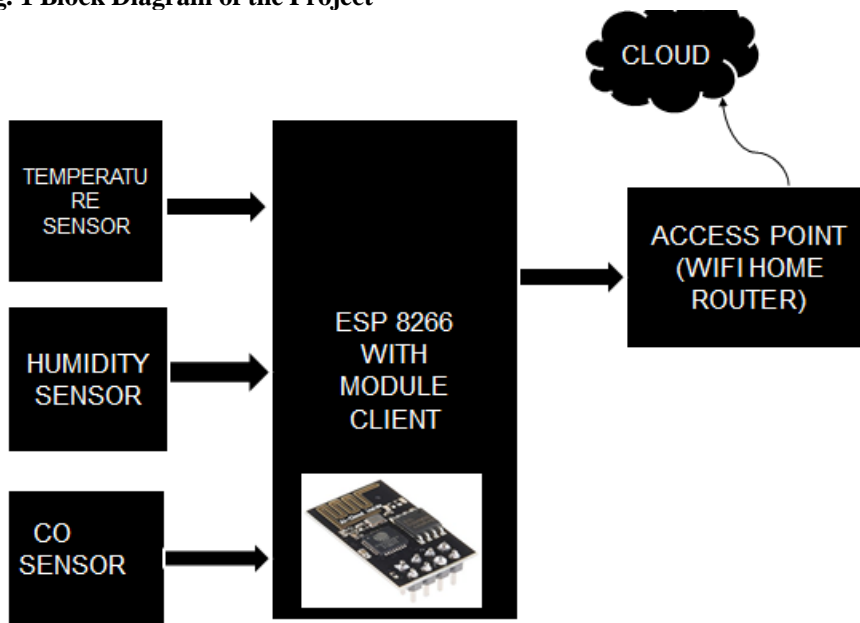 g. 1 Block Diagram of the Project
CLOUD
TEMPERATU
RE
SENSOR
ACCESS POINT
(WIFI HOME
ROUTER)
HUMIDITY
SENSOR
ESP 8266
WITH
MODULE
CLIENT
CO
SENSOR